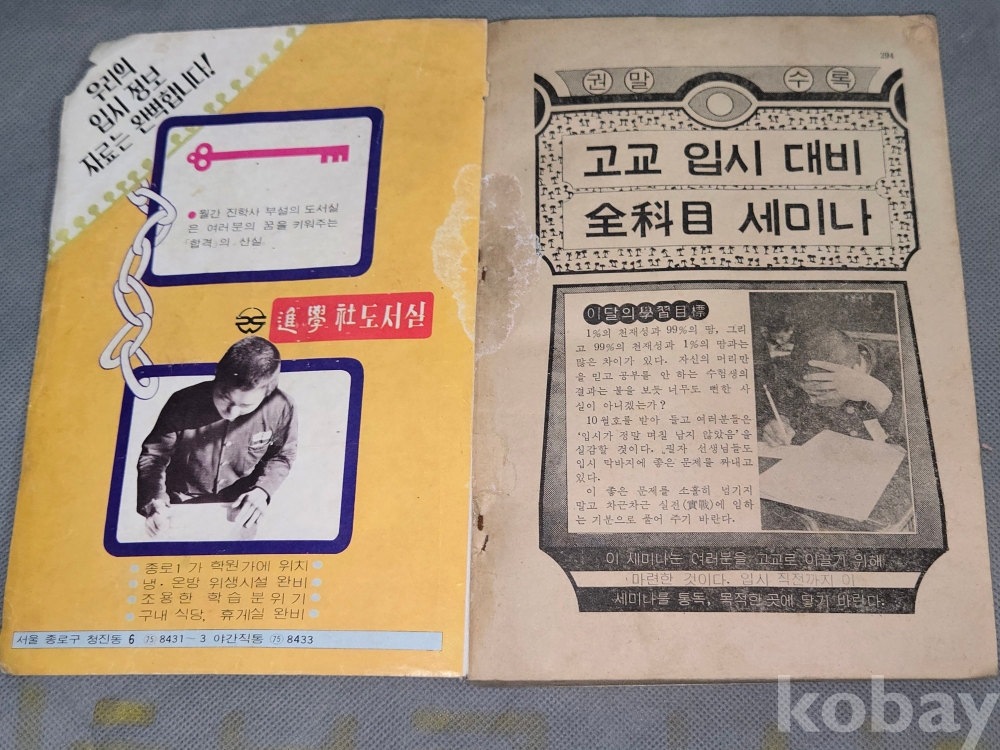 우리의
입시 정보
자료는 완벽합니다!
● 월간 진학사 부설의 도서실
은 여러분의 꿈을 키워주는
「합격」의 산실.
進學社도서실
종로1 가 학원가에 위치
냉·온방 위생시설 완비
조용한 학습 분위기
구내 식당, 휴게실 완비
서울 종로구 청진동 6 ㈄ 8431~3 야간직통 8433
394
권말 수록
고교 입시 대비
全科目 세미나
이달의 學習目標
1%의 천재성과 99%의 땀, 그리
고 99%의 천재성과 1%의 땀과는
많은 차이가 있다. 자신의 머리만
을 믿고 공부를 안 하는 수험생의
결과는 불을 보듯 너무도 뻔한 사
실이 아니겠는가?
10월호를 받아 들고 여러분들은
‘입시가 정말 며칠 남지 않았음’을
실감할 것이다. 필자 선생님들도
입시 막바지에 좋은 문제를 짜내고
있다.
이 좋은 문제를 소홀히 넘기지
말고 차근차근 실전(實戰)에 임하
는 기분으로 풀어 주기 바란다.
이 세미나는 여러분을 고교로 이끌기 위해
마련한 것이다. 입시 직전까지 이
세미나를 통독, 목적한 곳에 닿기 바란다.
kobay